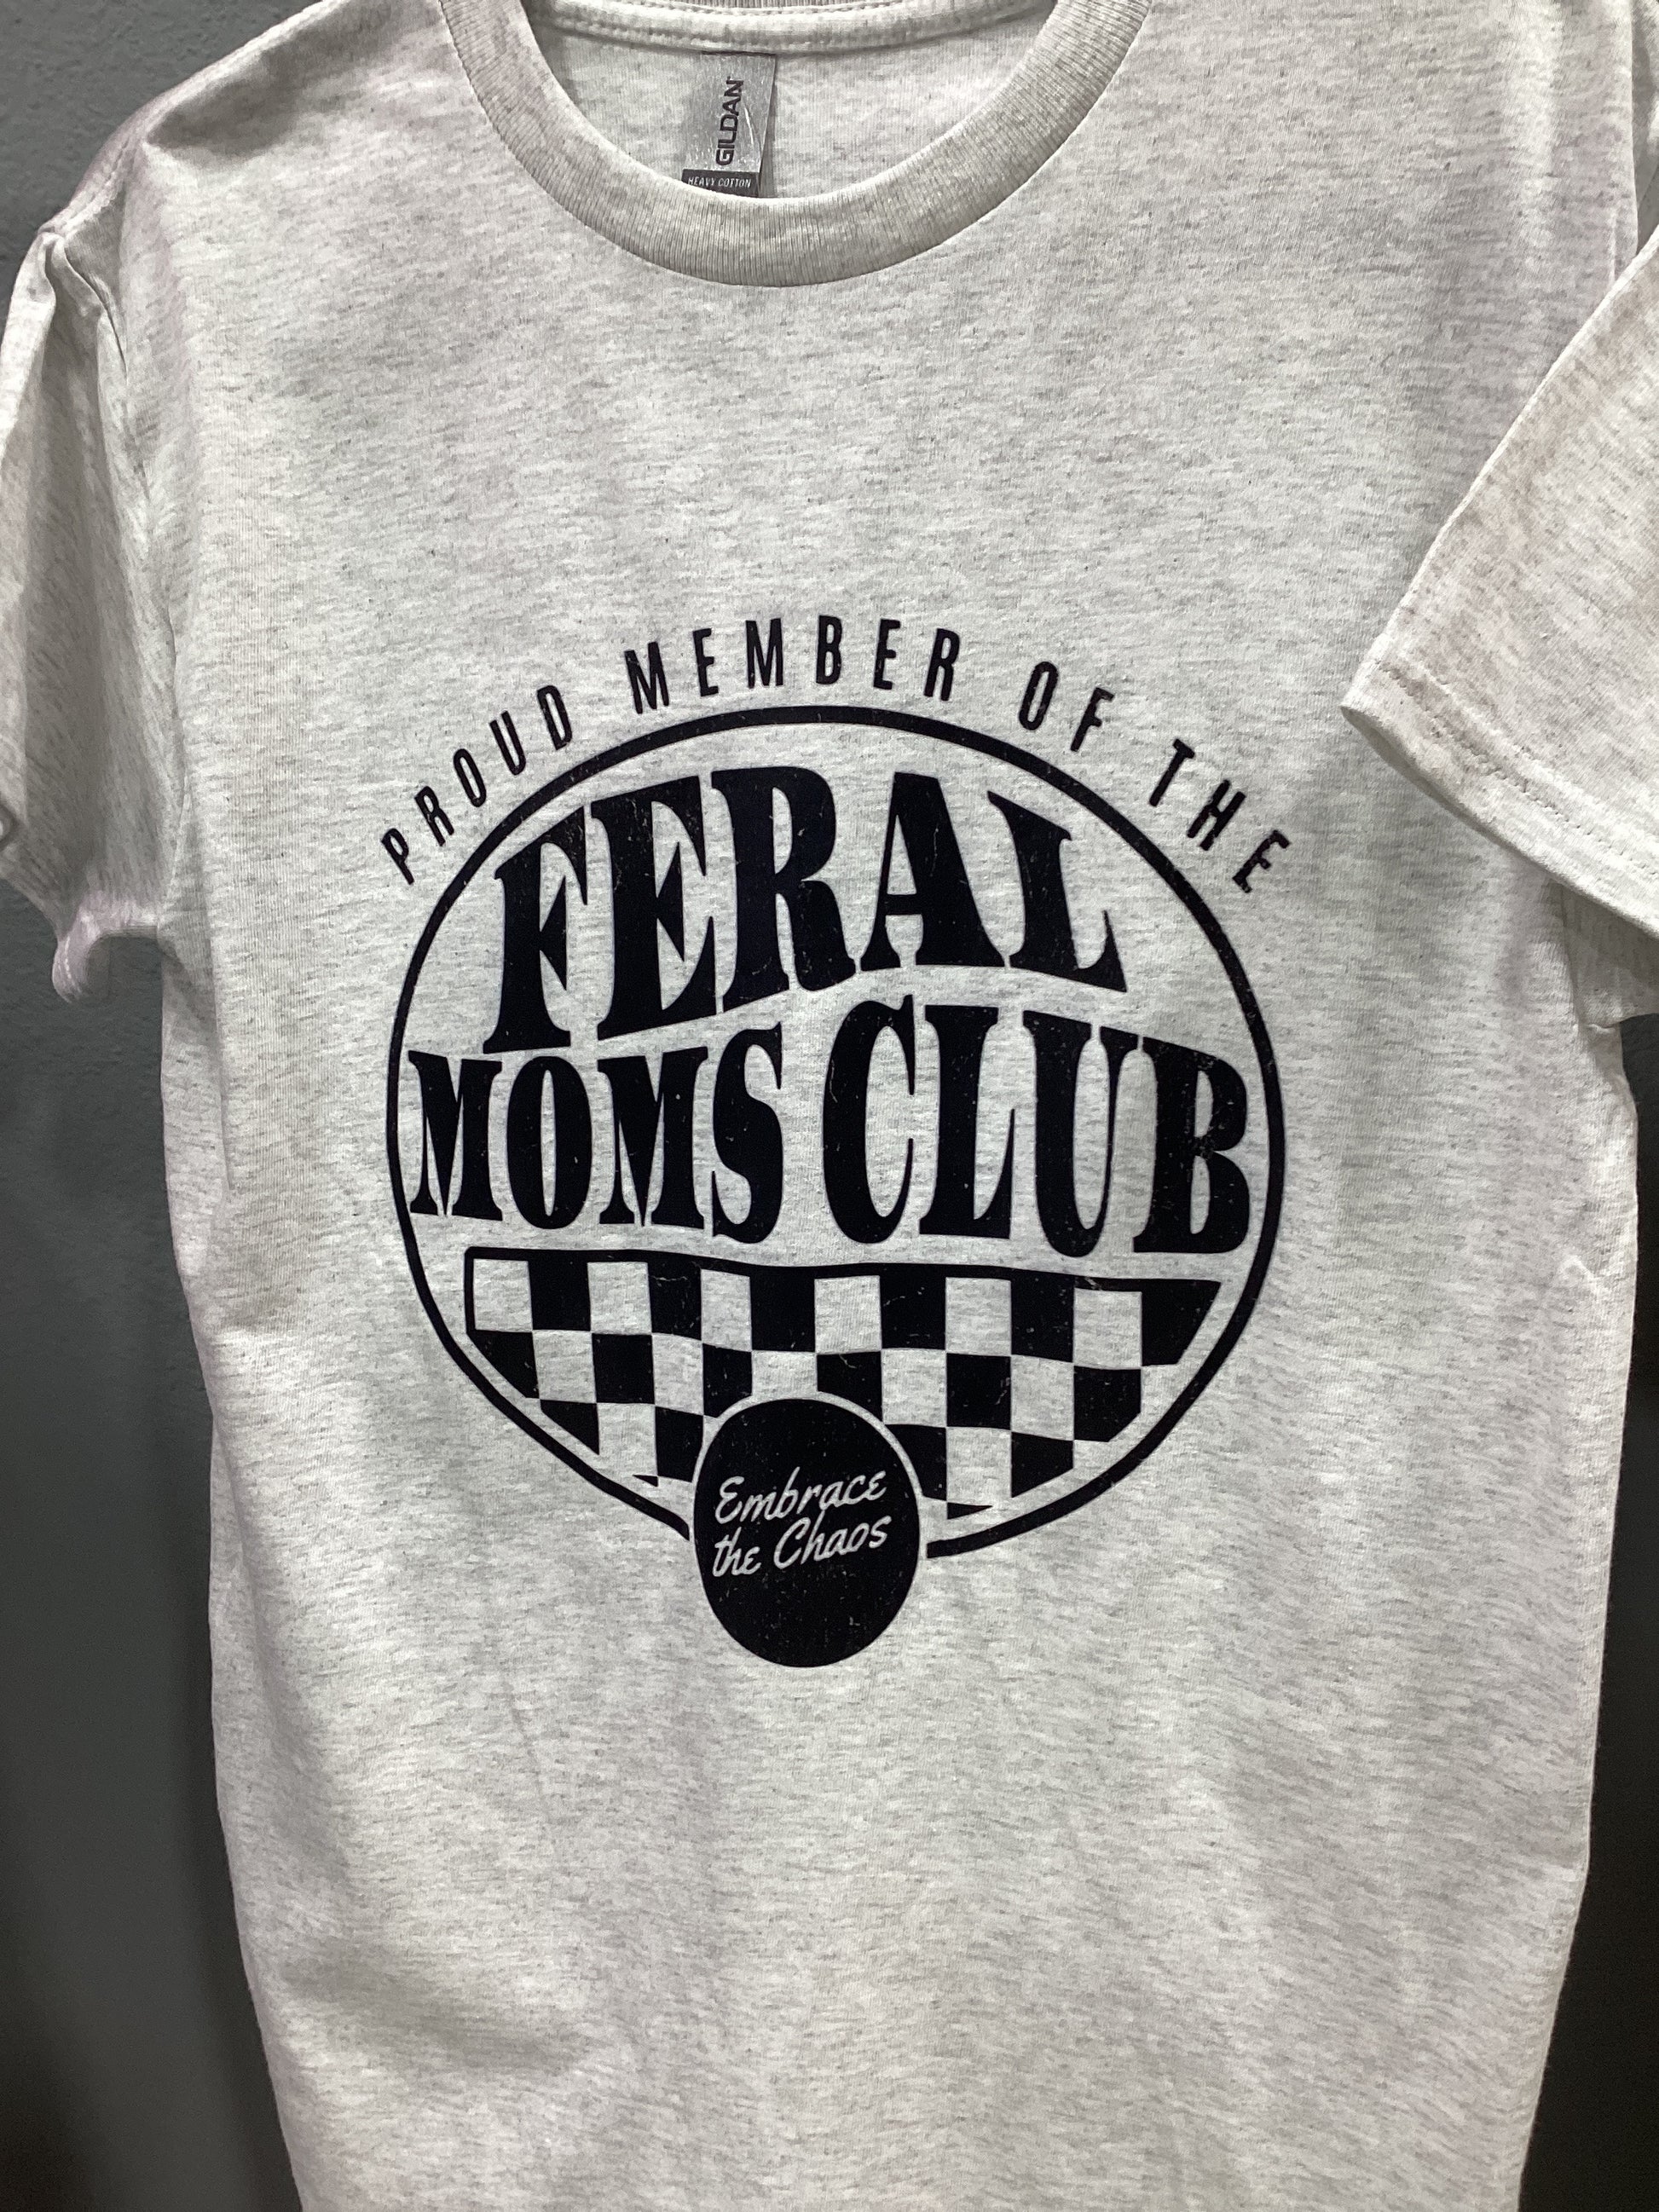 GILDAN
HEAVY COTTON
PROUD MEMBER OF THE
FERAL
MOMS CLUB
Embrace
the Chaos